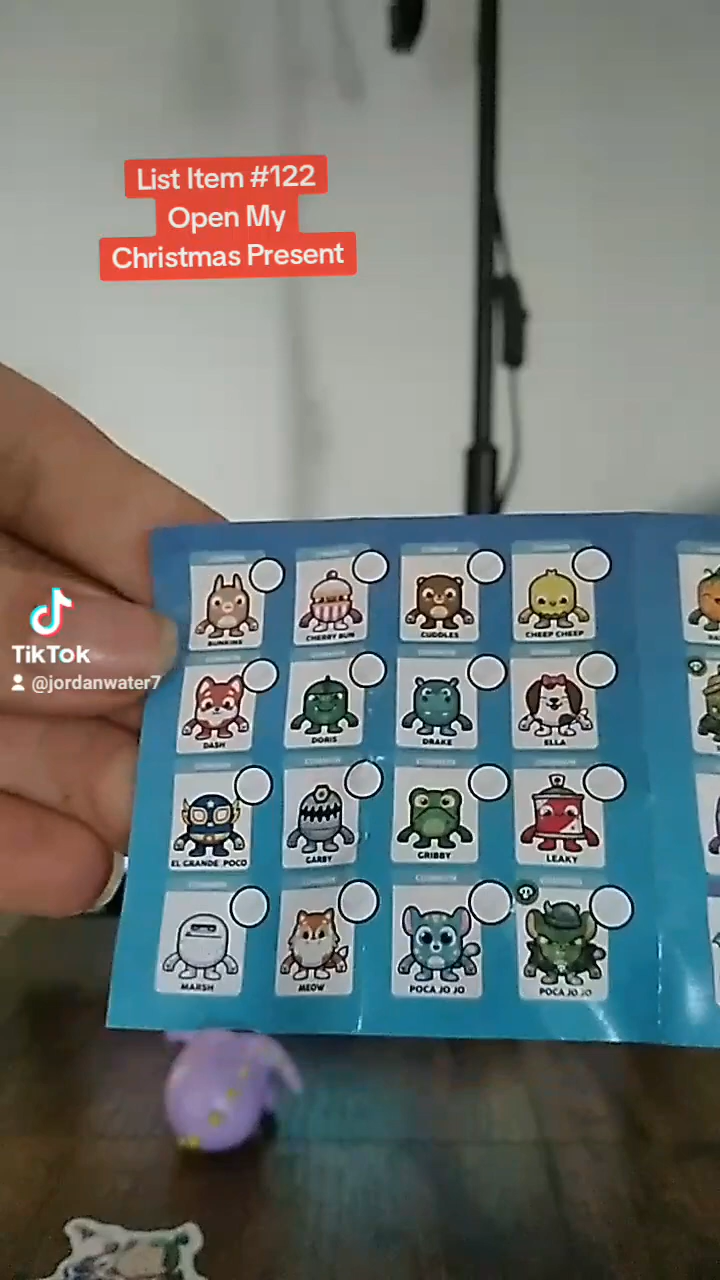 List Item #122
Open My
Christmas Present
TikTok
@jordanwater7
BUNKINS
CHERRY BUN
CUDDLES
CHEEP CHEEP
DASH
DORIS
DRAKE
ELLA
EL GRANDE POCO
GARBY
GRIBBY
LEAKY
MARSH
MEOW
POCA JO JO
POCA JO JO